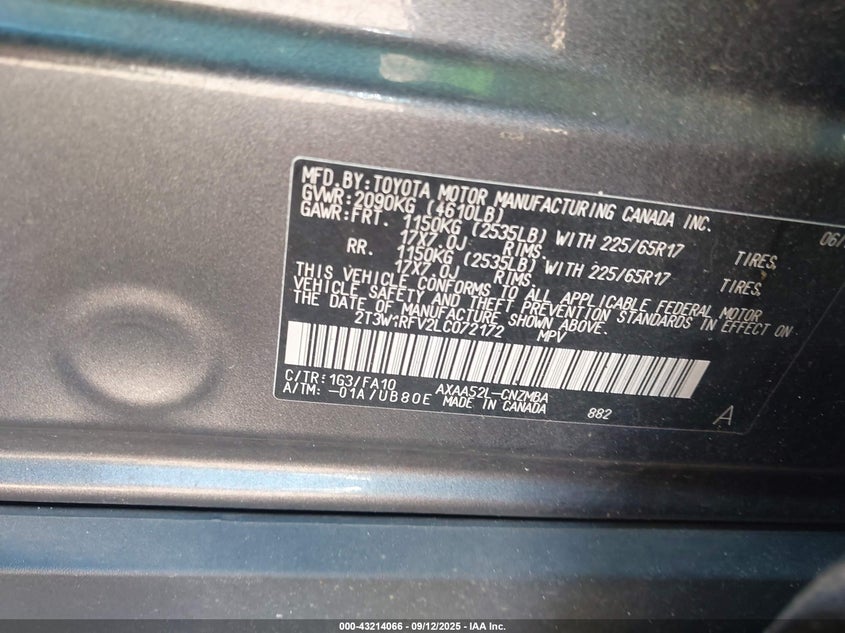 MFD. BY: TOYOTA MOTOR MANUFACTURING CANADA INC.
GVWR: 2090KG (4610LB) 06/
GAWR: FRT. 1150KG (2535LB) WITH 225/65R17 TIRES,
17X7.0J RIMS,
RR. 1150KG (2535LB) WITH 225/65R17 TIRES,
17X7.0J RIMS,
THIS VEHICLE CONFORMS TO ALL APPLICABLE FEDERAL MOTOR
VEHICLE SAFETY AND THEFT PREVENTION STANDARDS IN EFFECT ON
THE DATE OF MANUFACTURE SHOWN ABOVE.
2T3W1RFV2LC072172 MPV
C/TR: 1G3/FA10 AXAA52L-CNZMBA
A/TM: -01A/UB80E MADE IN CANADA 882 A
000-43214066 - 09/12/2025 - IAA Inc.